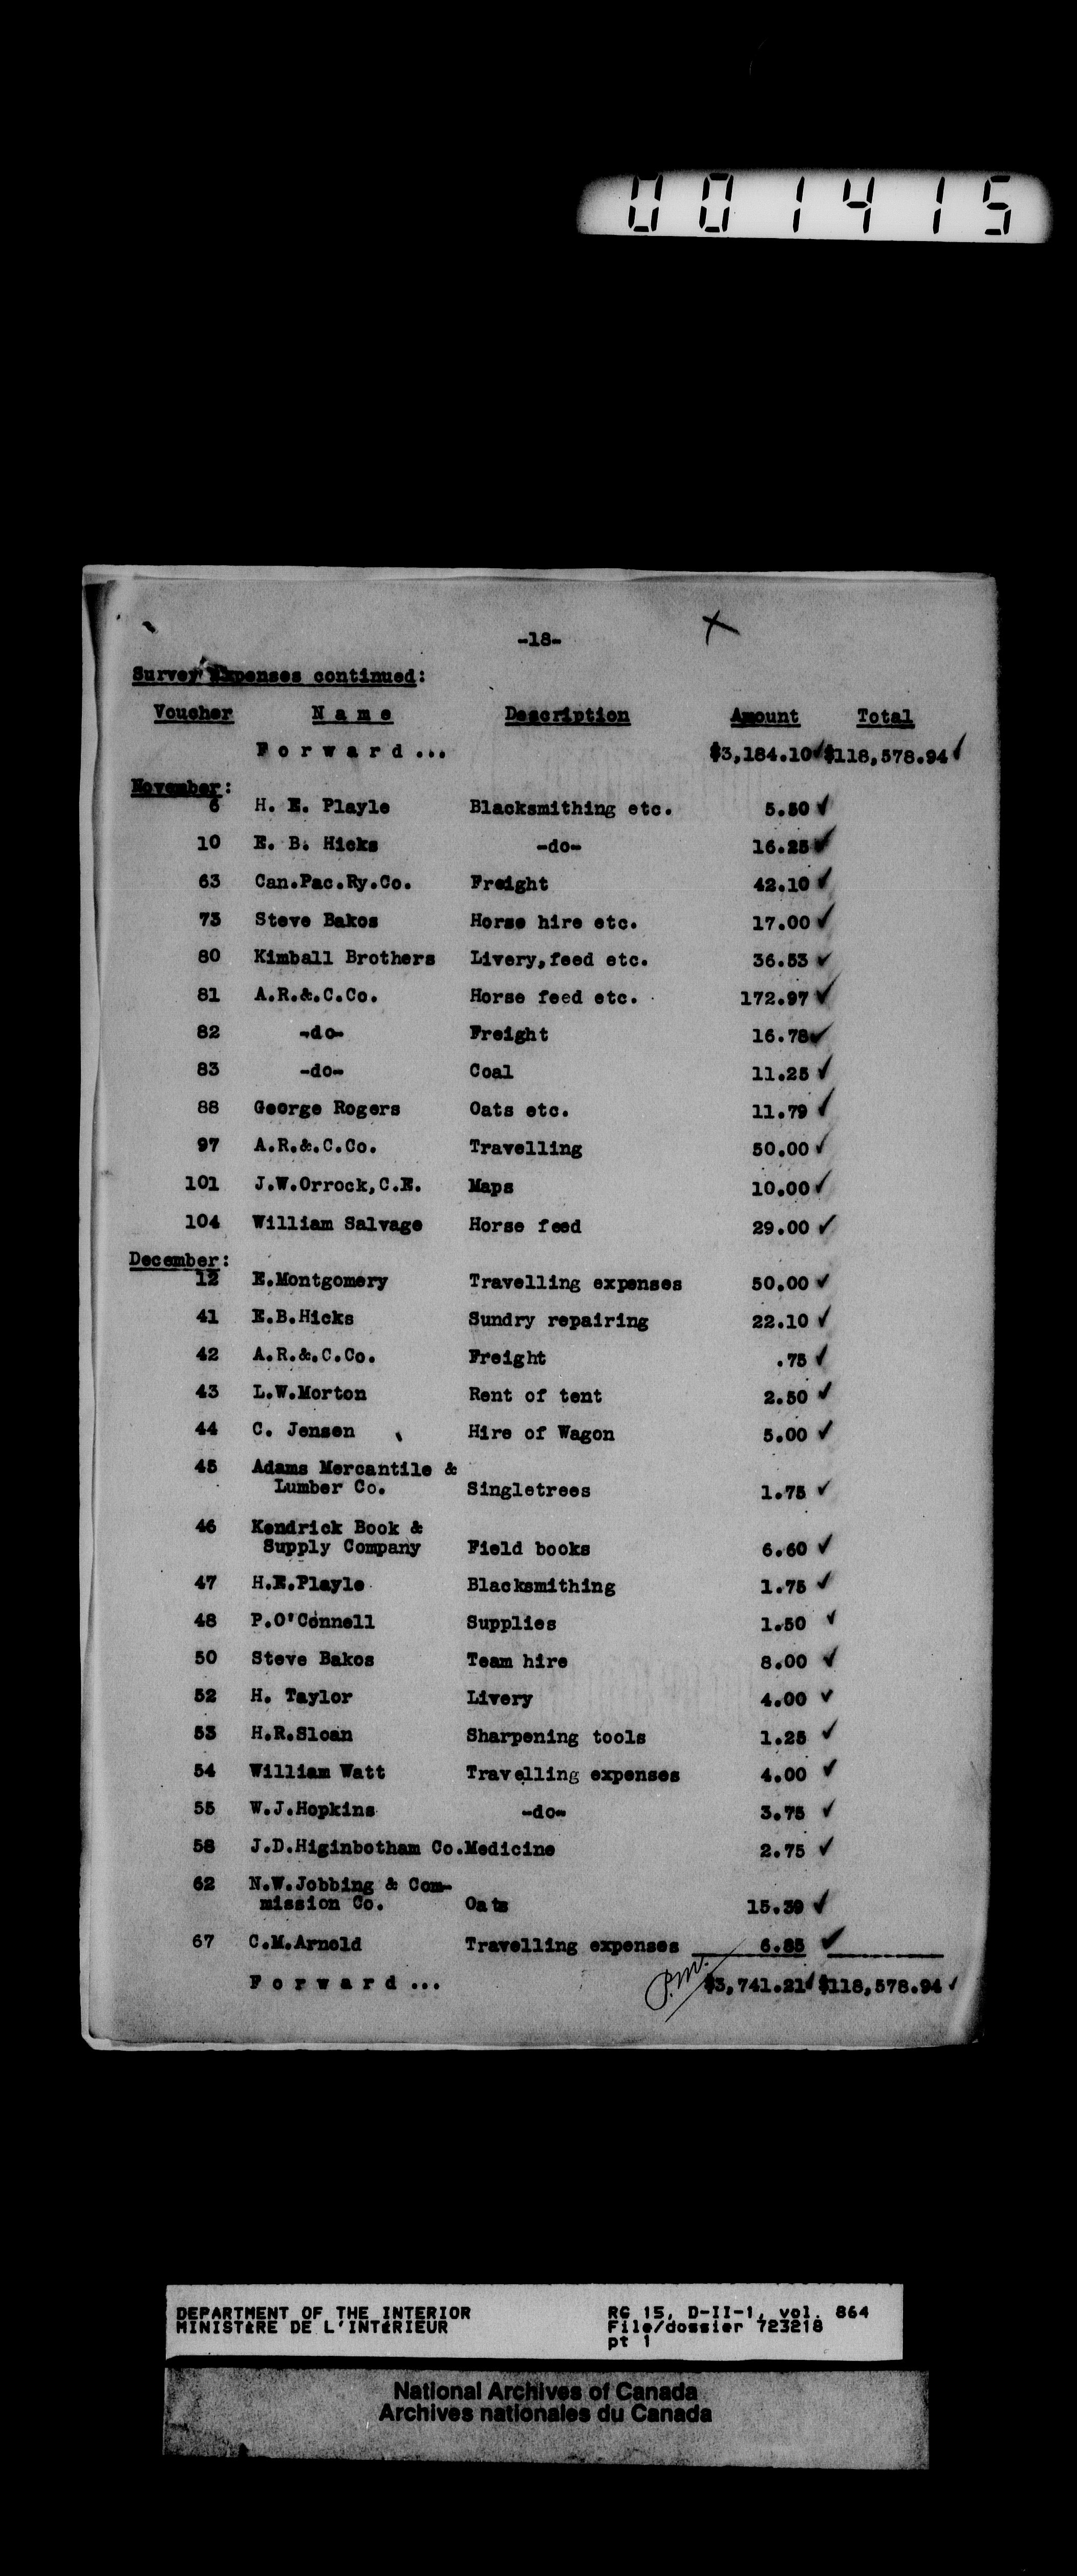 001415
-18-
Survey Expenses continued:
Voucher Name Description Amount Total
Forward... $3,184.10 $118,578.94
November:
6 H. E. Playle Blacksmithing etc. 5.50
10 E. B. Hicks -do- 16.25
63 Can.Pac.Ry.Co. Freight 42.10
73 Steve Bakos Horse hire etc. 17.00
80 Kimball Brothers Livery,feed etc. 36.53
81 A.R.&.C.Co. Horse feed etc. 172.97
82 -do- Freight 16.78
83 -do- Coal 11.25
88 George Rogers Oats etc. 11.79
97 A.R.&.C.Co. Travelling 50.00
101 J.W.Orrock,C.E. Maps 10.00
104 William Salvage Horse feed 29.00
December:
12 E.Montgomery Travelling expenses 50.00
41 E.B.Hicks Sundry repairing 22.10
42 A.R.&.C.Co. Freight .75
43 L.W.Morton Rent of tent 2.50
44 C. Jensen Hire of Wagon 5.00
45 Adams Mercantile &
Lumber Co. Singletrees 1.75
46 Kendrick Book &
Supply Company Field books 6.60
47 H.E.Playle Blacksmithing 1.75
48 P.O'Connell Supplies 1.50
50 Steve Bakos Team hire 8.00
52 H. Taylor Livery 4.00
53 H.R.Sloan Sharpening tools 1.25
54 William Watt Travelling expenses 4.00
55 W.J.Hopkins -do- 3.75
58 J.D.Higinbotham Co.Medicine 2.75
62 N.W.Jobbing & Com-
mission Co. Oats 15.30
67 C.M.Arnold Travelling expenses 6.85
Forward... P.M. $3,741.21 $118,578.94
DEPARTMENT OF THE INTERIOR RG 15, D-II-1, vol. 864
MINISTÈRE DE L'INTÉRIEUR File/dossier 723218
pt 1
National Archives of Canada
Archives nationales du Canada